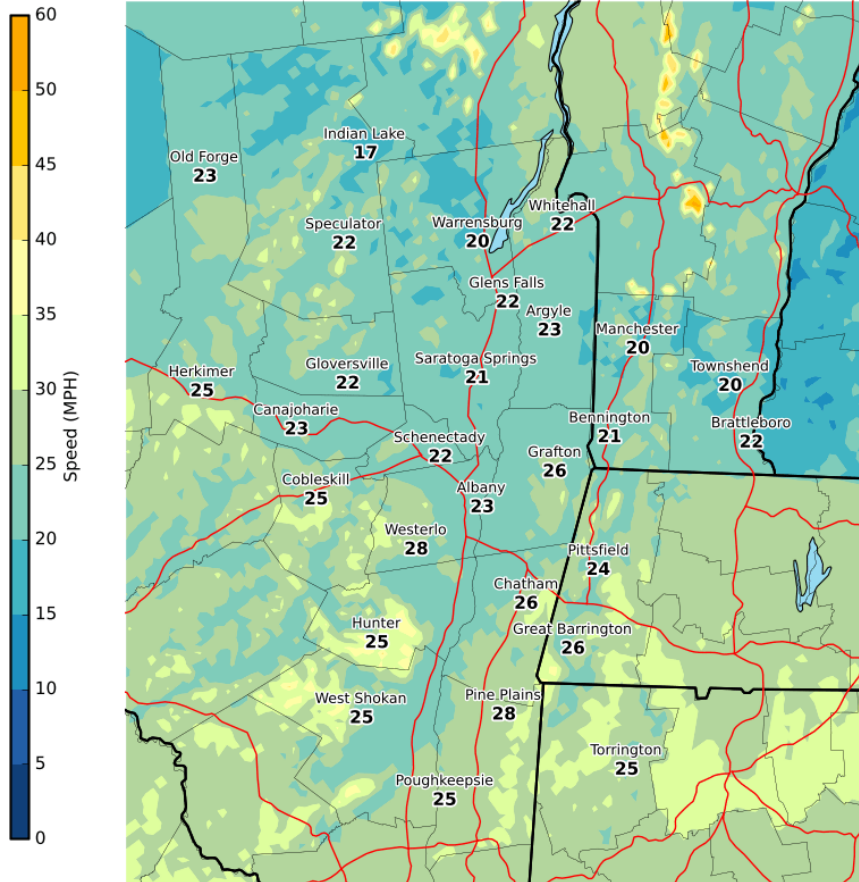 60
50
45
40
35
30
25
20
15
10
5
0
Speed (MPH)
Indian Lake
17
Old Forge
23
Whitehall
22
Speculator
22
Warrensburg
20
Glens Falls
22
Argyle
23
Manchester
20
Saratoga Springs
21
Gloversville
22
Townshend
20
Herkimer
25
Canajoharie
23
Bennington
21
Brattleboro
22
Schenectady
22
Grafton
26
Cobleskill
25
Albany
23
Westerlo
28
Pittsfield
24
Chatham
26
Hunter
25
Great Barrington
26
West Shokan
25
Pine Plains
28
Torrington
25
Poughkeepsie
25